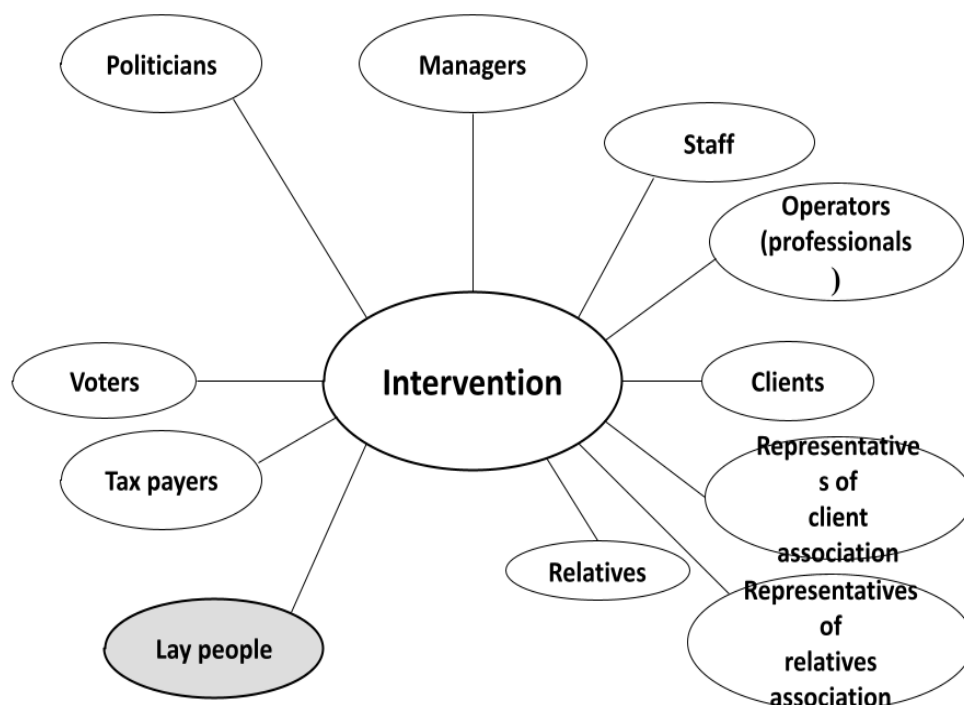 Politicians
Managers
Staff
Operators
(professionals
)
Voters
Intervention
Clients
Tax payers
Representative
s of
client
association
Relatives
Representatives
of
relatives
association
Lay people